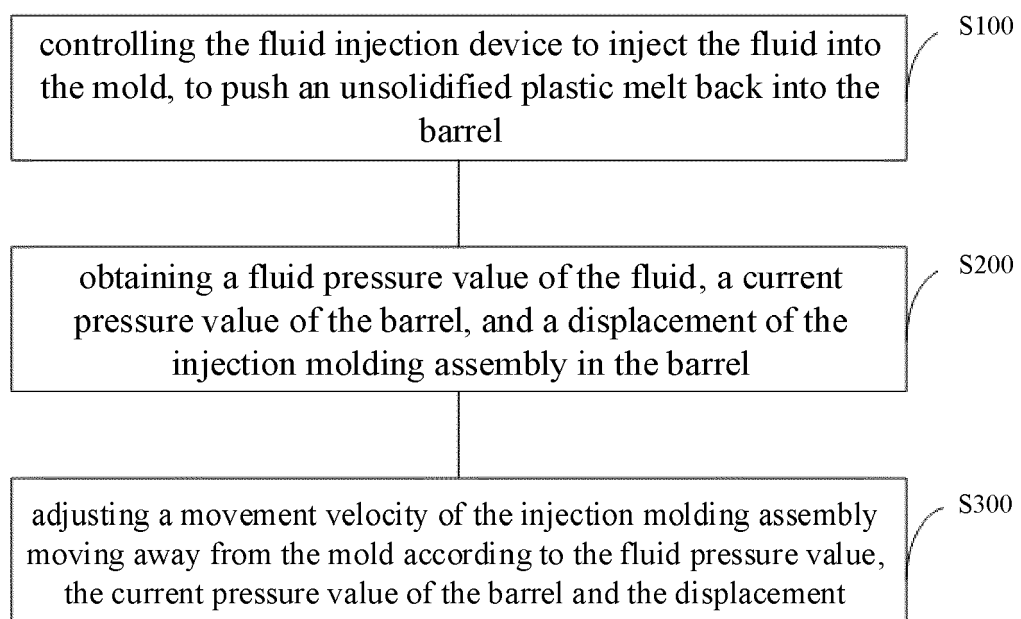 controlling the fluid injection device to inject the fluid into
the mold, to push an unsolidified plastic melt back into the
barrel
S100
obtaining a fluid pressure value of the fluid, a current
pressure value of the barrel, and a displacement of the
injection molding assembly in the barrel
S200
adjusting a movement velocity of the injection molding assembly
moving away from the mold according to the fluid pressure value,
the current pressure value of the barrel and the displacement
S300